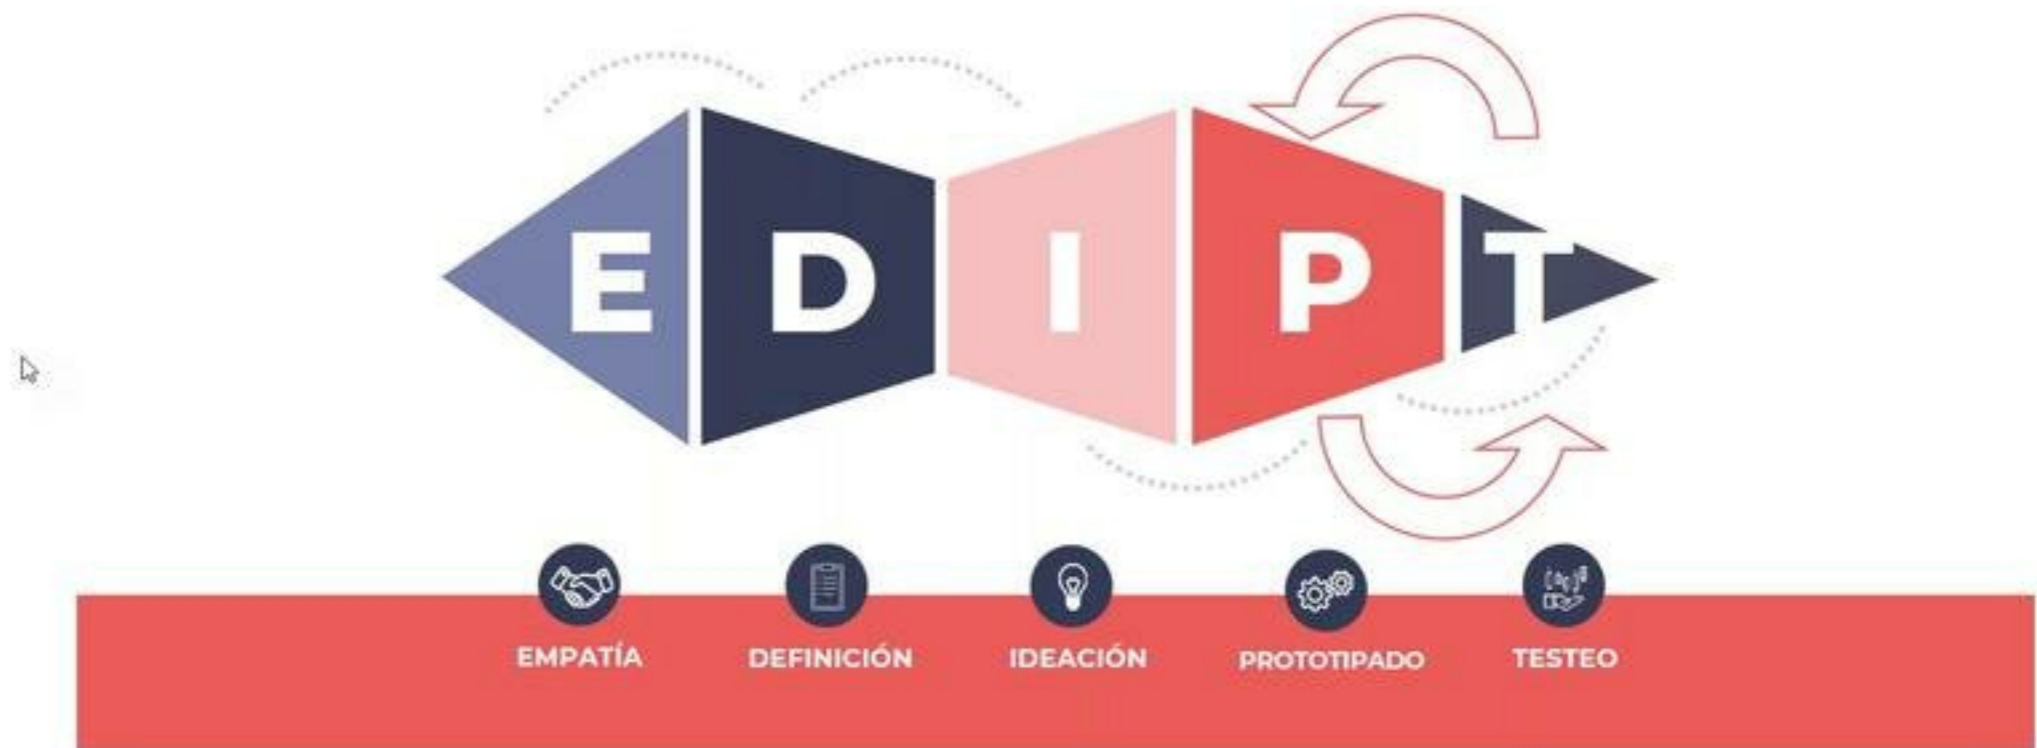 E D I P T
EMPATÍA DEFINICIÓN IDEACIÓN PROTOTIPADO TESTEO